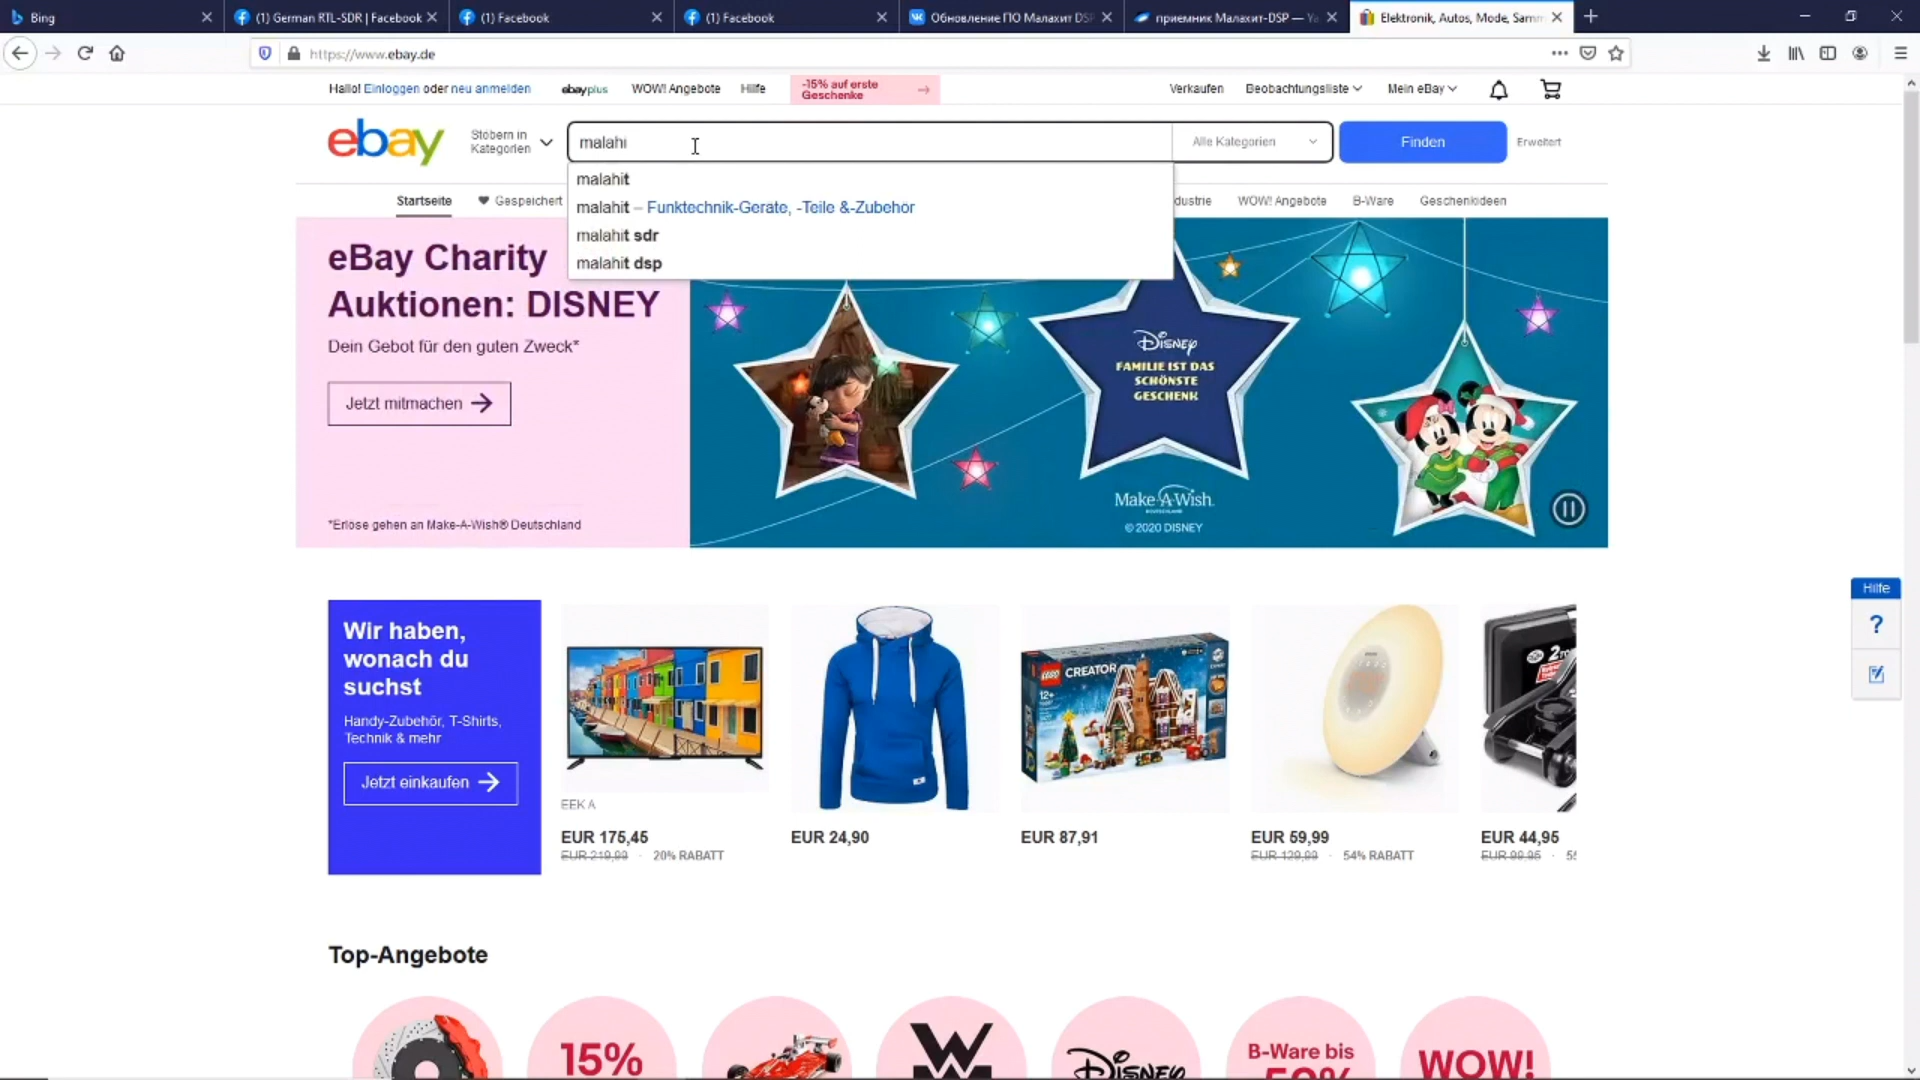 Bing
(1) German RTL-SDR | Facebook
(1) Facebook
(1) Facebook
Обновление ПО Малахит DSP
приемник Малахит-DSP — Ya
Elektronik, Autos, Mode, Samm
https://www.ebay.de
Hallo! Einloggen oder neu anmelden
ebayplus
WOW! Angebote
Hilfe
-15% auf erste
Geschenke
Verkaufen
Beobachtungsliste
Mein eBay
ebay
Stöbern in
Kategorien
malahi
Alle Kategorien
Finden
Erweitert
malahit
malahit – Funktechnik-Geräte, -Teile &-Zubehör
malahit sdr
malahit dsp
Startseite
Gespeichert
dustrie
WOW! Angebote
B-Ware
Geschenkideen
eBay Charity
Auktionen: DISNEY
Dein Gebot für den guten Zweck*
Jetzt mitmachen
*Erlöse gehen an Make-A-Wish® Deutschland
Disney
FAMILIE IST DAS
SCHÖNSTE
GESCHENK
Make-A-Wish.
DEUTSCHLAND
© 2020 DISNEY
Hilfe
?
Wir haben,
wonach du
suchst
Handy-Zubehör, T-Shirts,
Technik & mehr
Jetzt einkaufen
LEGO CREATOR
12+
EEK A
EUR 175,45
EUR 219,99 · 20% RABATT
EUR 24,90
EUR 87,91
EUR 59,99
EUR 129,99 · 54% RABATT
EUR 44,95
EUR 99,95 · 55
Top-Angebote
15%
W
Disney
B-Ware bis
50%
WOW!